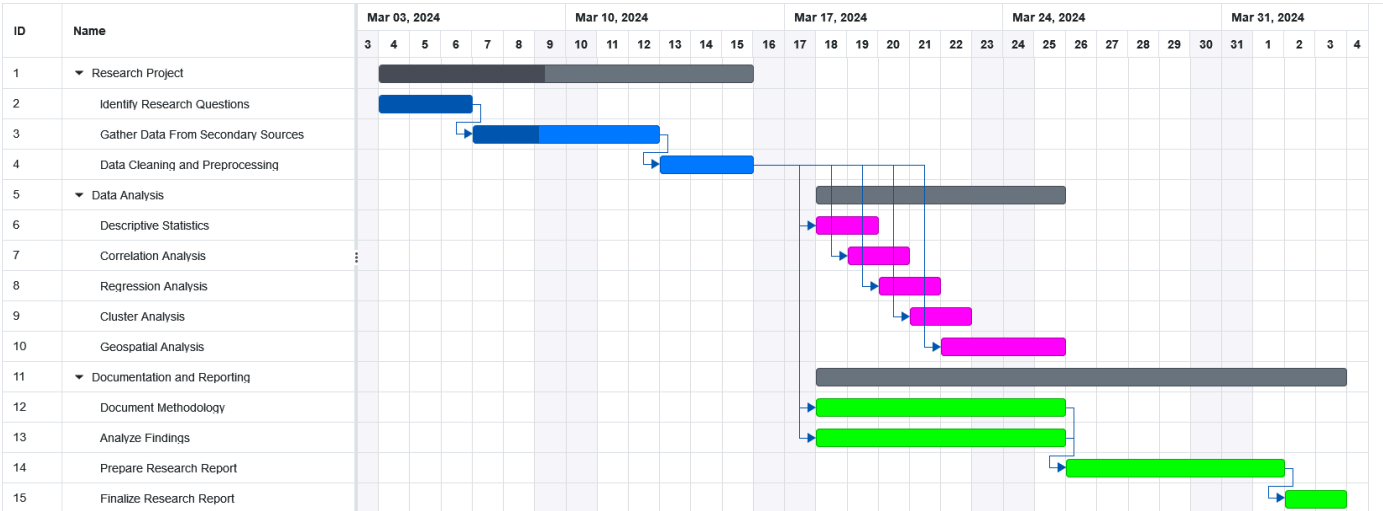 ID Name Mar 03, 2024 Mar 10, 2024 Mar 17, 2024 Mar 24, 2024 Mar 31, 2024
3 4 5 6 7 8 9 10 11 12 13 14 15 16 17 18 19 20 21 22 23 24 25 26 27 28 29 30 31 1 2 3 4
1 Research Project
2 Identify Research Questions
3 Gather Data From Secondary Sources
4 Data Cleaning and Preprocessing
5 Data Analysis
6 Descriptive Statistics
7 Correlation Analysis
8 Regression Analysis
9 Cluster Analysis
10 Geospatial Analysis
11 Documentation and Reporting
12 Document Methodology
13 Analyze Findings
14 Prepare Research Report
15 Finalize Research Report